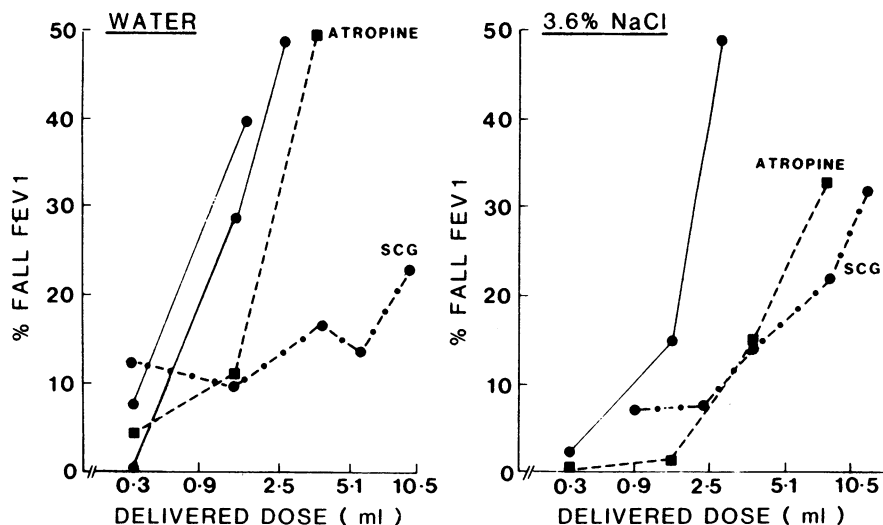 WATER
50
40
30
20
10
0
% FALL FEV1
ATROPINE
SCG
0·3 0·9 2·5 5·1 10·5
DELIVERED DOSE ( ml )
3.6% NaCl
50
40
30
20
10
0
% FALL FEV1
ATROPINE
SCG
0·3 0·9 2·5 5·1 10·5
DELIVERED DOSE ( ml )